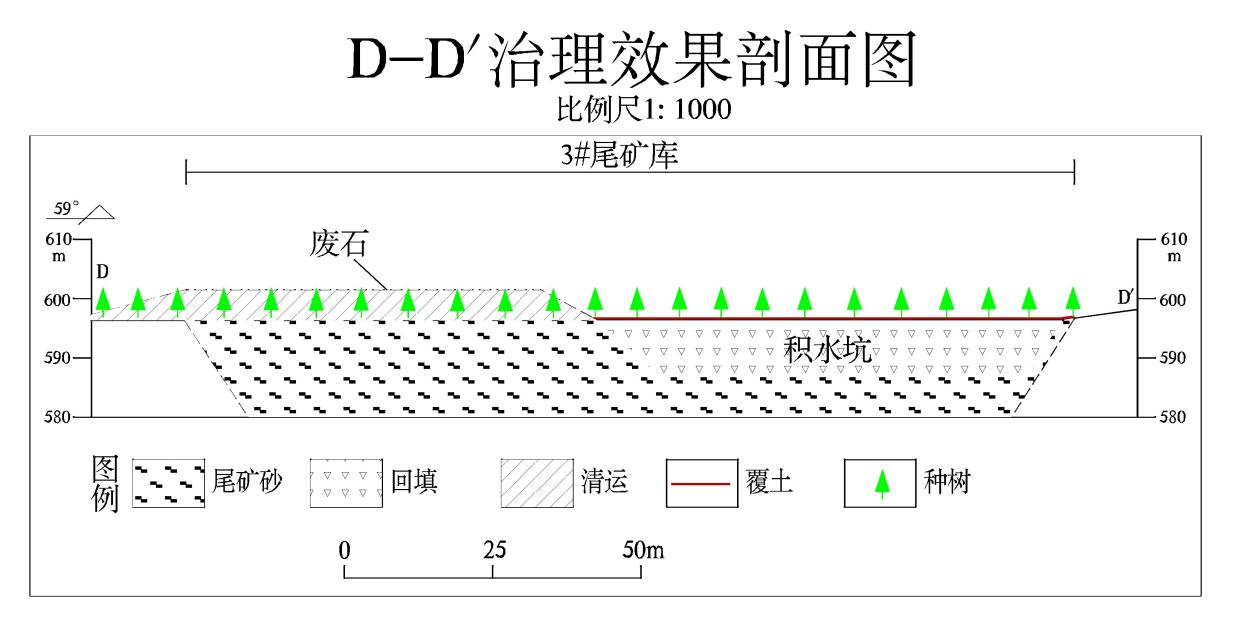 D-D′治理效果剖面图
比例尺1: 1000
3#尾矿库
59°
610
m
D
600
590
580
废石
积水坑
610
m
D′
600
590
580
图例
尾矿砂
回填
清运
覆土
种树
0 25 50m